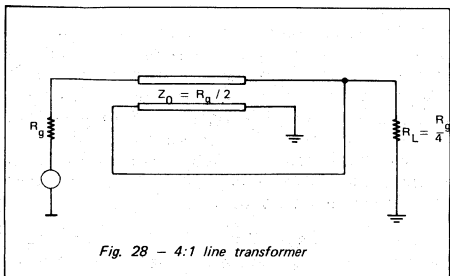 Z0 = Rg / 2
Rg
RL = Rg
4
Fig. 28 – 4:1 line transformer